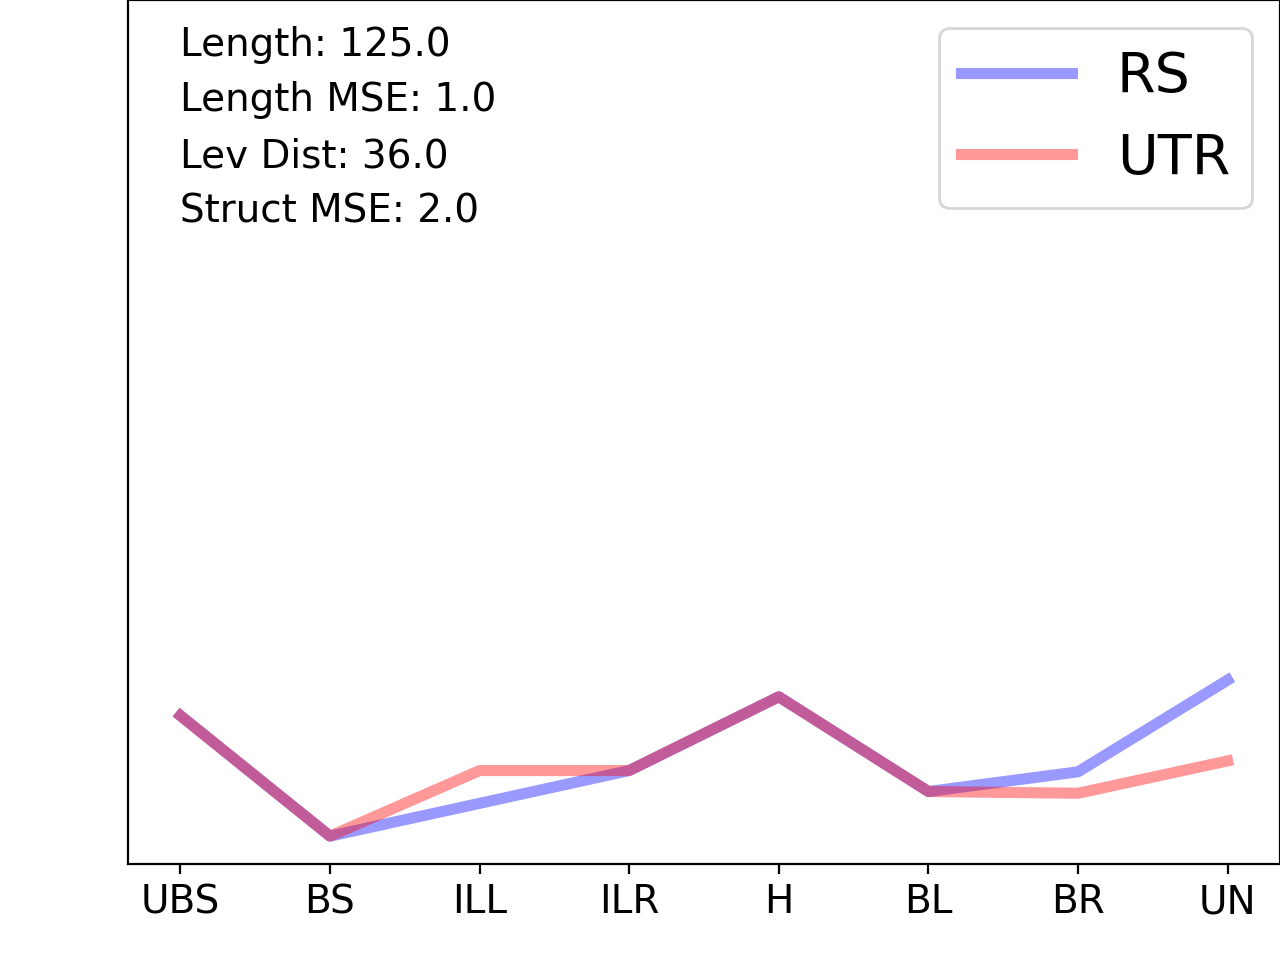 Length: 125.0
Length MSE: 1.0
Lev Dist: 36.0
Struct MSE: 2.0
RS
UTR
UBS BS ILL ILR H BL BR UN